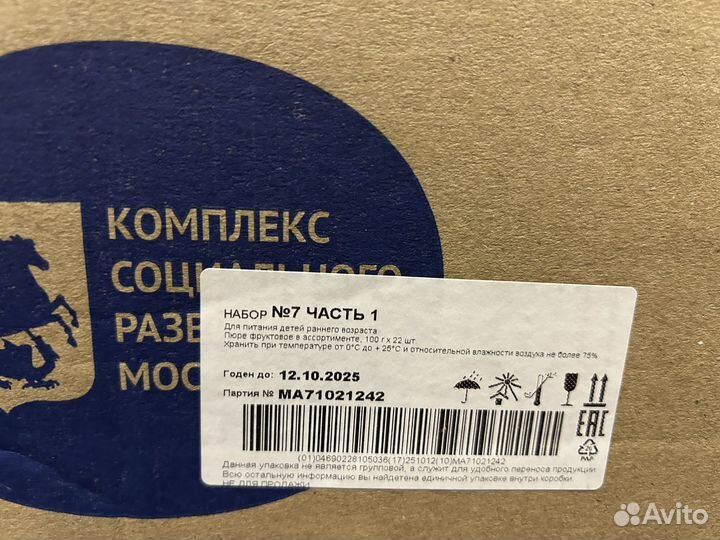 КОМПЛЕКС
СОЦИАЛЬНОГО
РАЗВ
МОС
НАБОР №7 ЧАСТЬ 1
Для питания детей раннего возраста
Пюре фруктовое в ассортименте, 100 г х 22 шт.
Хранить при температуре от 0°С до + 25°С и относительной влажности воздуха не более 75%
Годен до: 12.10.2025
Партия № МА71021242
EAC
(01)04690228105036(17)251012(10)MA71021242
Данная упаковка не является групповой, а служит для удобного переноса продукции.
Всю остальную информацию вы найдете на единичной упаковке внутри коробки.
НЕ ДЛЯ ПРОДАЖИ
Avito